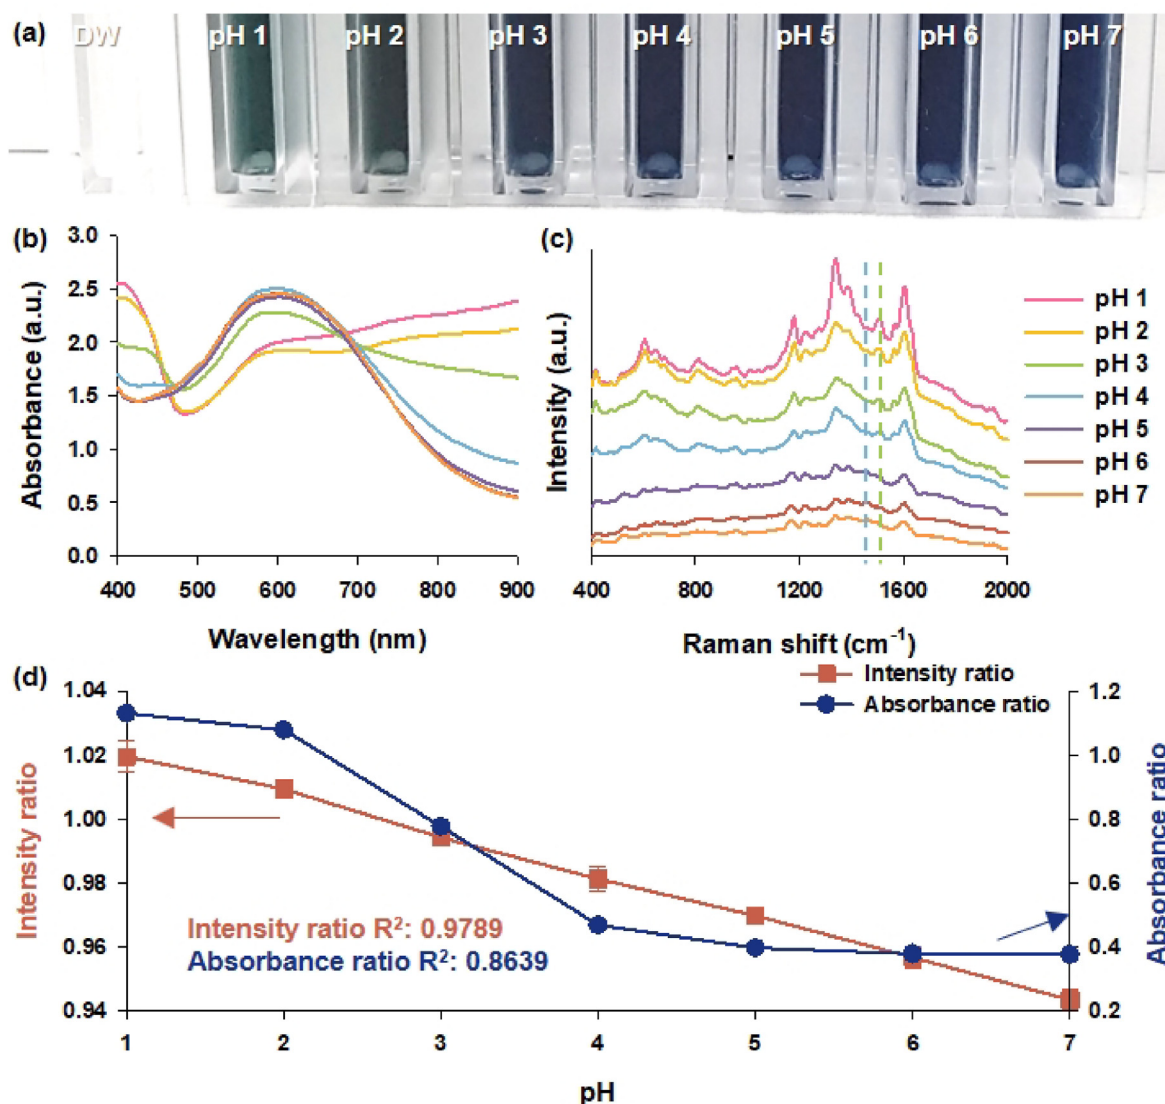 (a) DW pH 1 pH 2 pH 3 pH 4 pH 5 pH 6 pH 7
(b)
3.0
2.5
2.0
1.5
1.0
0.5
0.0
Absorbance (a.u.)
400 500 600 700 800 900
Wavelength (nm)
(c)
Intensity (a.u.)
400 800 1200 1600 2000
Raman shift (cm⁻¹)
pH 1
pH 2
pH 3
pH 4
pH 5
pH 6
pH 7
(d)
Intensity ratio
Absorbance ratio
1.04
1.02
1.00
0.98
0.96
0.94
Intensity ratio
Intensity ratio R²: 0.9789
Absorbance ratio R²: 0.8639
1.2
1.0
0.8
0.6
0.4
0.2
Absorbance ratio
1 2 3 4 5 6 7
pH